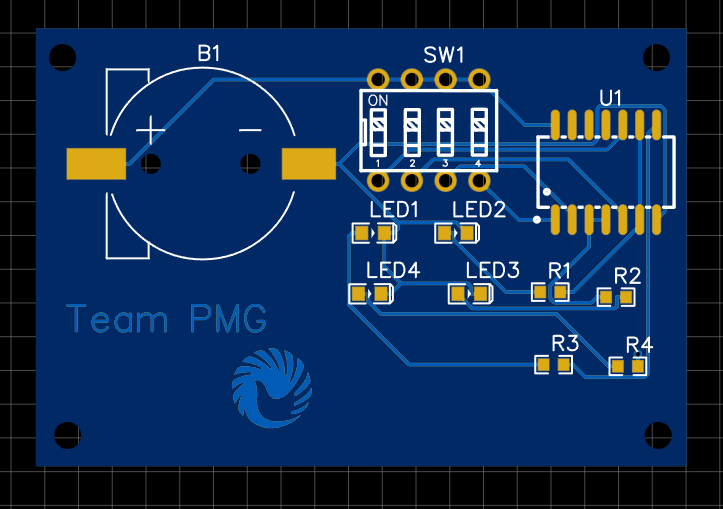 B1
SW1
ON
1 2 3 4
U1
LED1 LED2
LED4 LED3
R1 R2
Team PMG
R3 R4
+ −